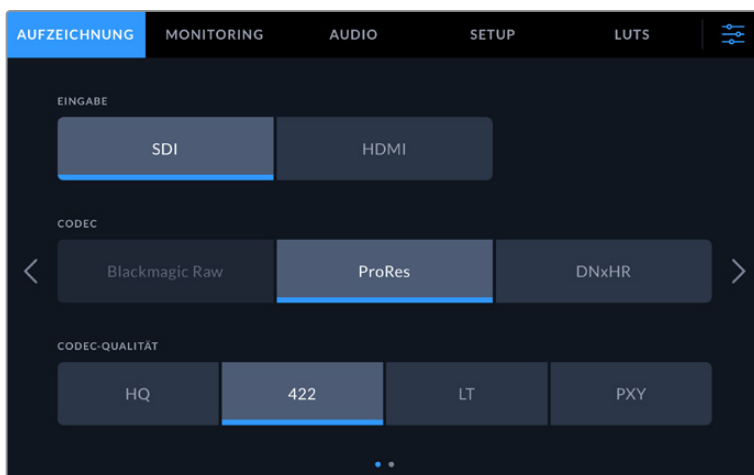 AUFZEICHNUNG MONITORING AUDIO SETUP LUTS
EINGABE
SDI HDMI
CODEC
Blackmagic Raw ProRes DNxHR
CODEC-QUALITÄT
HQ 422 LT PXY